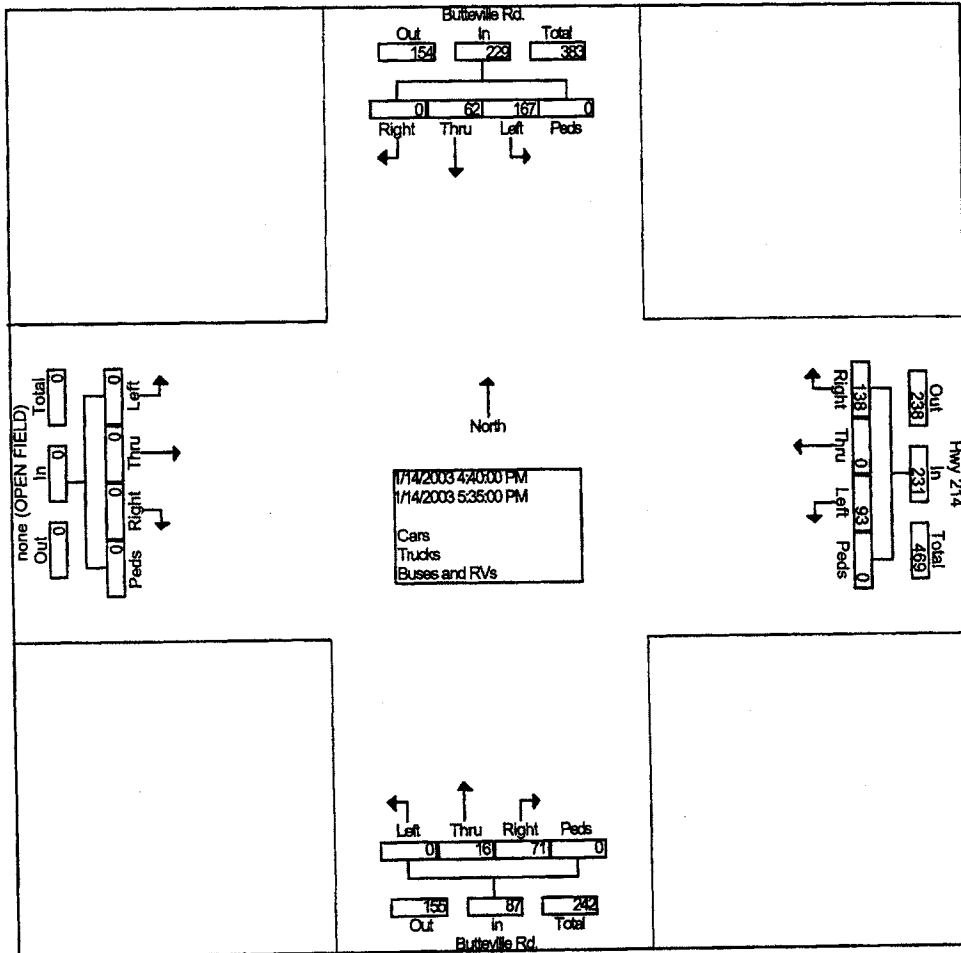 Butteville Rd.
Out In Total
154 229 383
0 62 167 0
Right Thru Left Peds
none (OPEN FIELD)
Total In Out
0 0 0
0 0 0 0
Left Thru Right Peds
North
1/14/2003 4:40:00 PM
1/14/2003 5:35:00 PM
Cars
Trucks
Buses and RVs
Hwy 214
Out In Total
238 231 469
138 0 93 0
Right Thru Left Peds
Left Thru Right Peds
0 16 71 0
155 87 242
Out In Total
Butteville Rd.